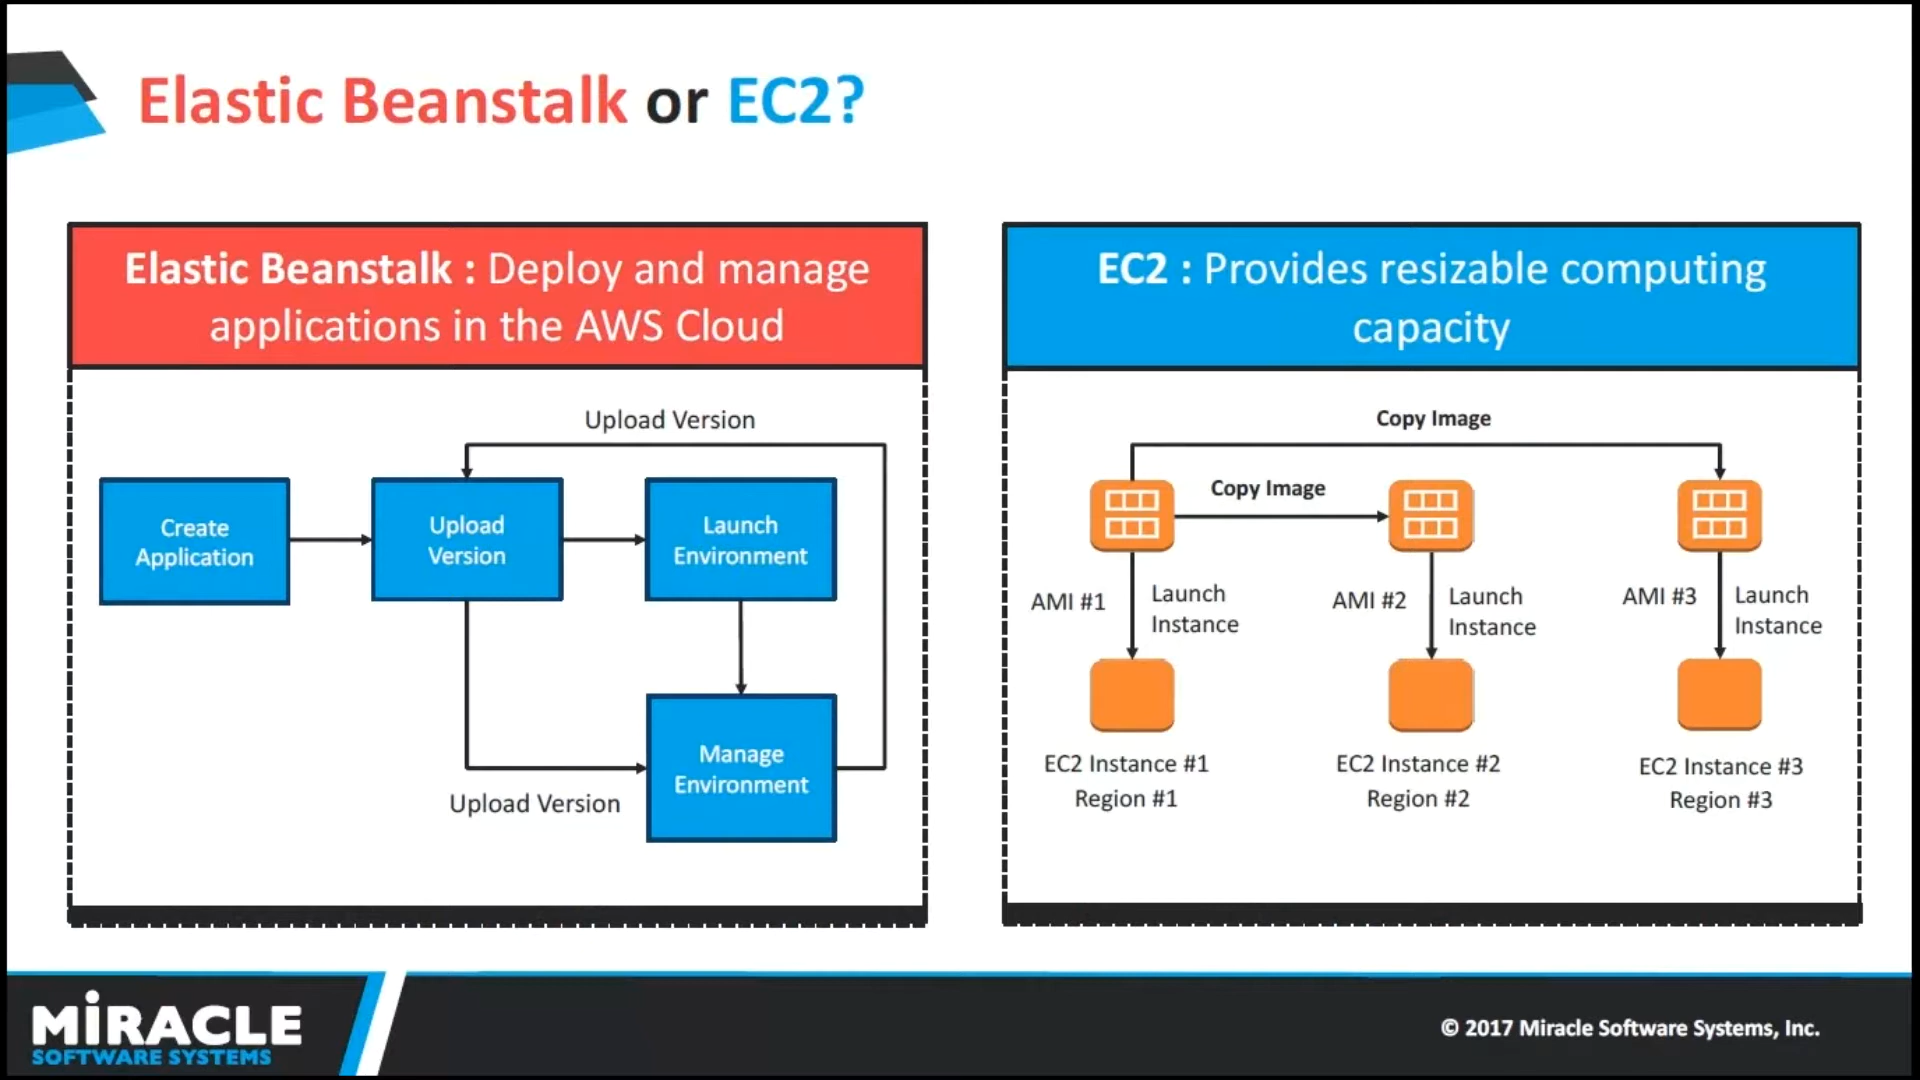 Elastic Beanstalk or EC2?
Elastic Beanstalk : Deploy and manage
applications in the AWS Cloud
Upload Version
Create
Application
Upload
Version
Launch
Environment
Manage
Environment
Upload Version
EC2 : Provides resizable computing
capacity
Copy Image
Copy Image
AMI #1
Launch
Instance
AMI #2
Launch
Instance
AMI #3
Launch
Instance
EC2 Instance #1
Region #1
EC2 Instance #2
Region #2
EC2 Instance #3
Region #3
MiRACLE
SOFTWARE SYSTEMS
© 2017 Miracle Software Systems, Inc.